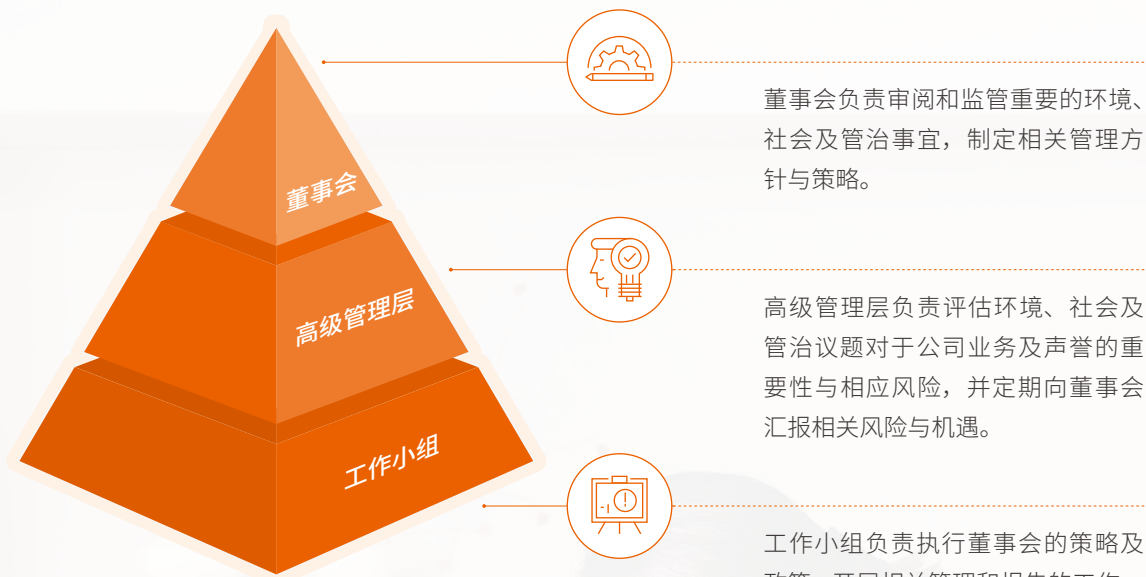 董事会
董事会负责审阅和监管重要的环境、
社会及管治事宜，制定相关管理方
针与策略。
高级管理层
高级管理层负责评估环境、社会及
管治议题对于公司业务及声誉的重
要性与相应风险，并定期向董事会
汇报相关风险与机遇。
工作小组
工作小组负责执行董事会的策略及